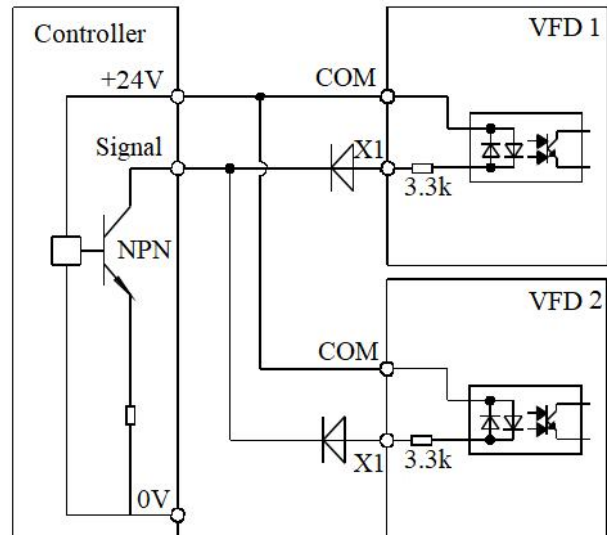 Controller
VFD 1
+24V
COM
Signal
X1
3.3k
NPN
VFD 2
COM
X1
3.3k
0V